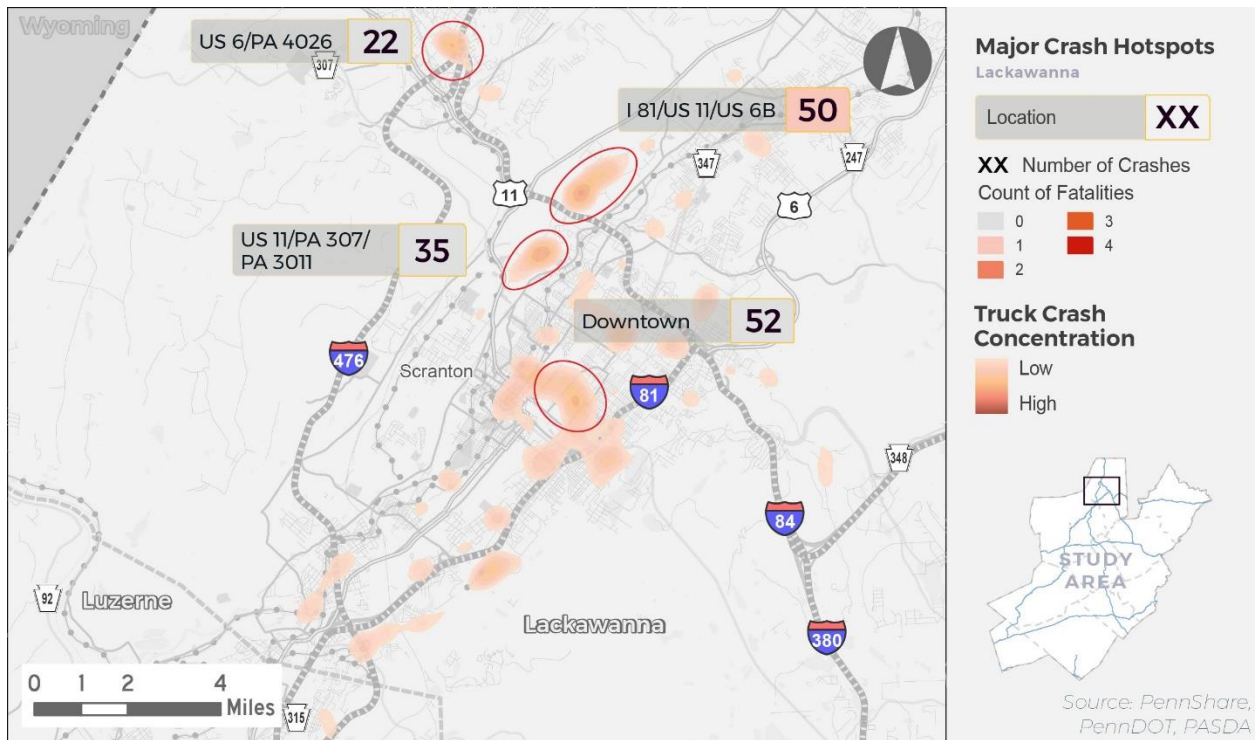 Wyoming
US 6/PA 4026
22
307
I 81/US 11/US 6B
50
347
247
11
6
US 11/PA 307/
PA 3011
35
Downtown
52
476
Scranton
81
348
84
92
Luzerne
Lackawanna
380
0 1 2 4
Miles
315
Major Crash Hotspots
Lackawanna
Location
XX
XX Number of Crashes
Count of Fatalities
0
3
1
4
2
Truck Crash
Concentration
Low
High
STUDY
AREA
Source: PennShare,
PennDOT, PASDA